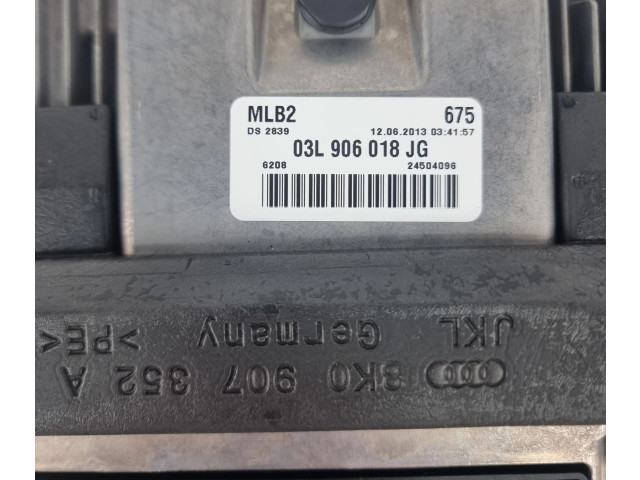 MLB2 675
DS 2839 12.06.2013 03:41:57
03L 906 018 JG
6208 24504096
8K0 907 352 A
JKL Germany >PE<